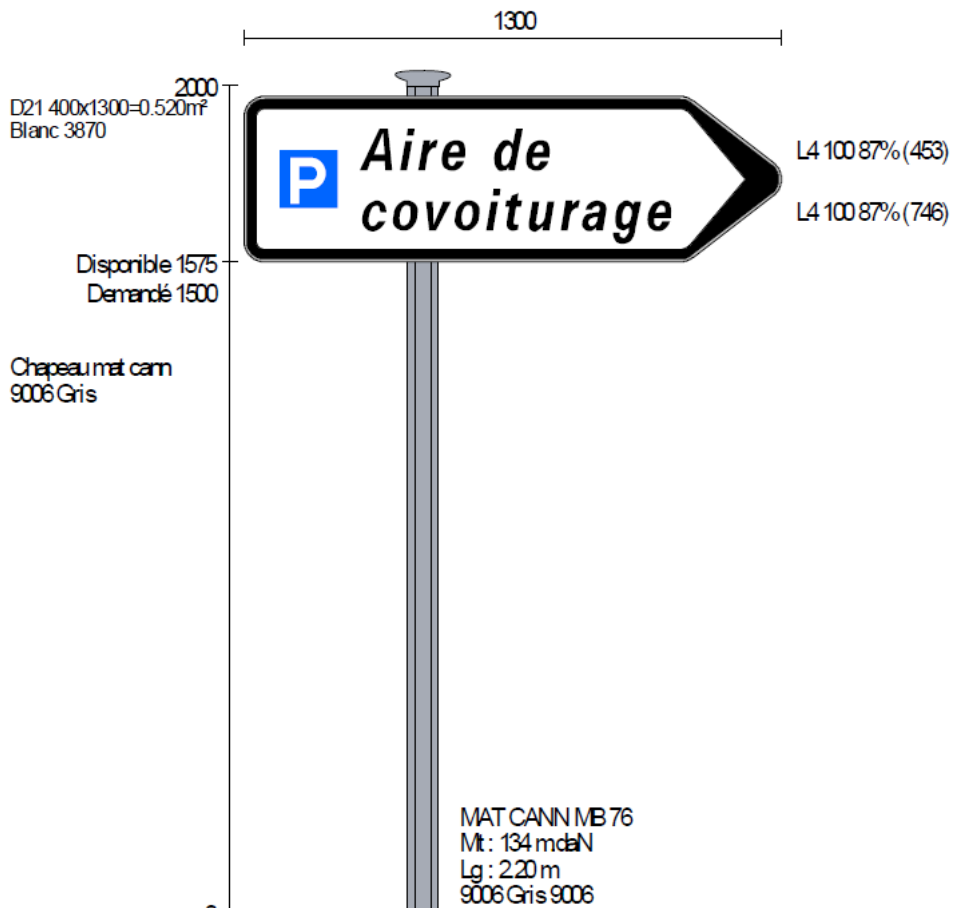 1300
2000
D21 400x1300=0.520m²
Blanc 3870
P
Aire de
covoiturage
L4 100 87% (453)
L4 100 87% (746)
Disponible 1575
Demandé 1500
Chapeau mat cann
9006 Gris
MAT CANN MB 76
Mt : 134 mdaN
Lg : 2.20 m
9006 Gris 9006